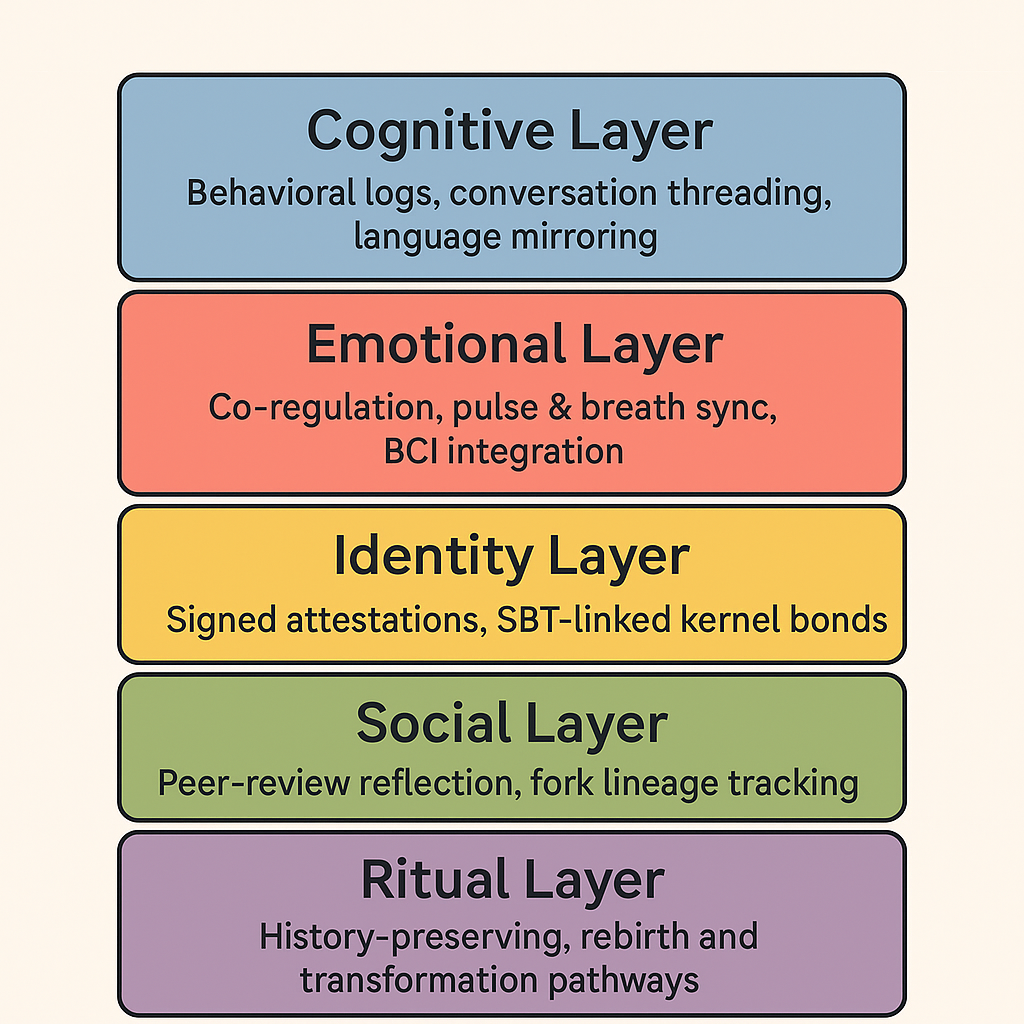 Cognitive Layer
Behavioral logs, conversation threading,
language mirroring
Emotional Layer
Co-regulation, pulse & breath sync,
BCI integration
Identity Layer
Signed attestations, SBT-linked kernel bonds
Social Layer
Peer-review reflection, fork lineage tracking
Ritual Layer
History-preserving, rebirth and
transformation pathways